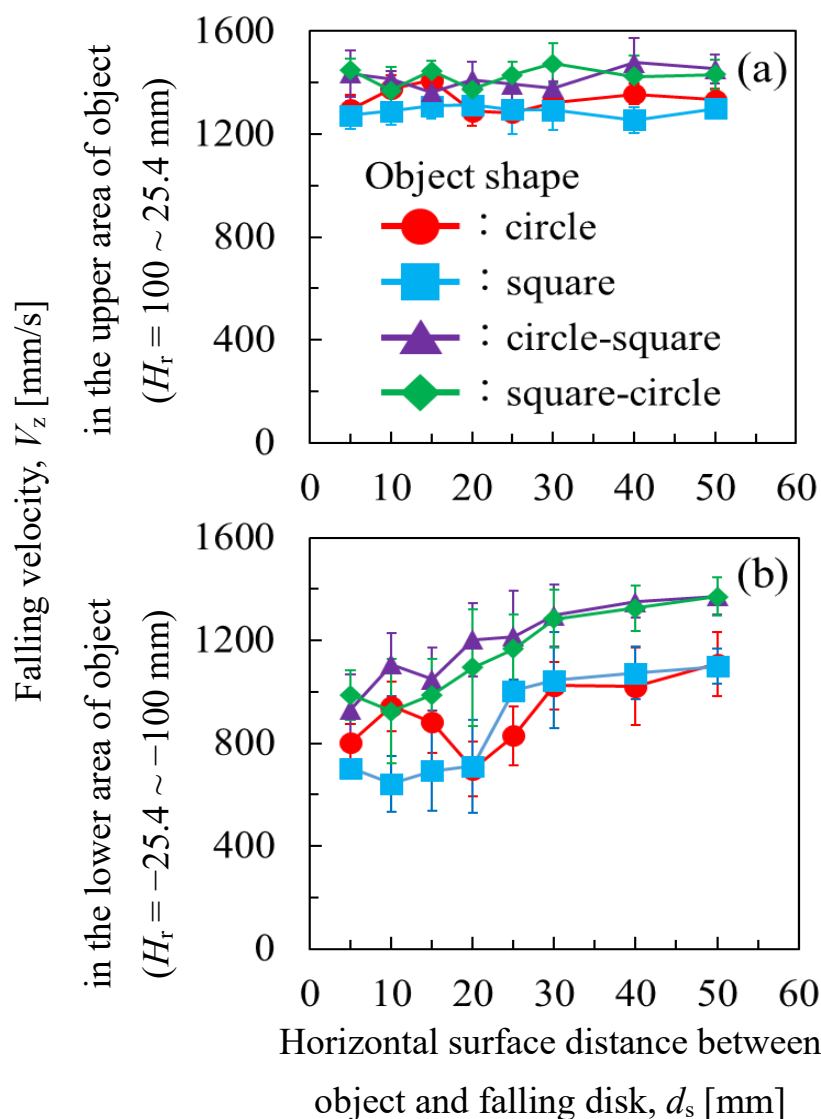 Falling velocity, Vz [mm/s]
in the upper area of object
(Hr = 100 ~ 25.4 mm)
1600
1200
800
400
0
(a)
Object shape
: circle
: square
: circle-square
: square-circle
0 10 20 30 40 50 60
in the lower area of object
(Hr = −25.4 ~ −100 mm)
1600
1200
800
400
0
(b)
0 10 20 30 40 50 60
Horizontal surface distance between
object and falling disk, ds [mm]